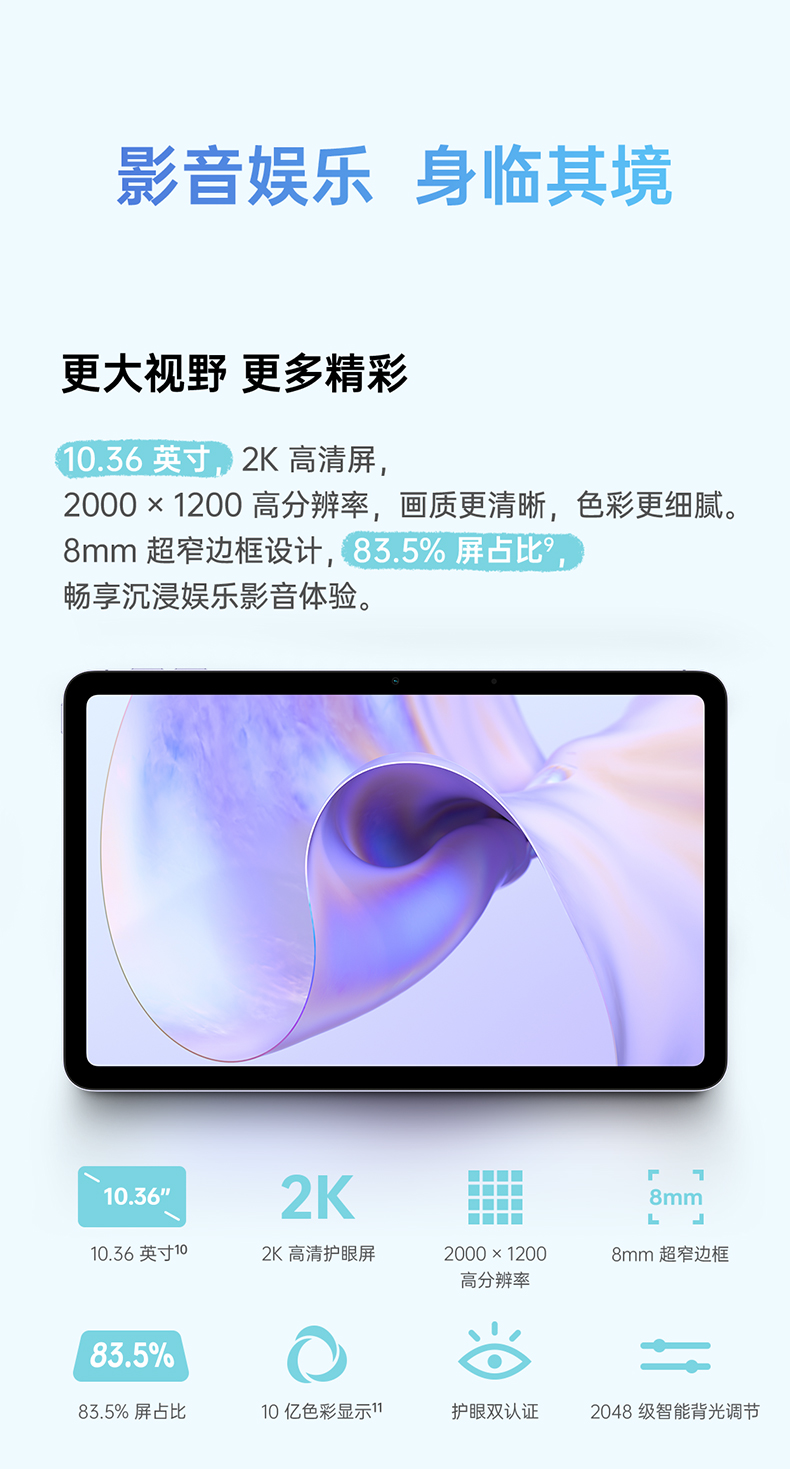 影音娱乐 身临其境
更大视野 更多精彩
10.36 英寸，2K 高清屏，
2000 × 1200 高分辨率，画质更清晰，色彩更细腻。
8mm 超窄边框设计，83.5% 屏占比⁹，
畅享沉浸娱乐影音体验。
10.36″ 2K 8mm
10.36 英寸¹⁰ 2K 高清护眼屏 2000 × 1200 8mm 超窄边框
高分辨率
83.5%
83.5% 屏占比 10 亿色彩显示¹¹ 护眼双认证 2048 级智能背光调节